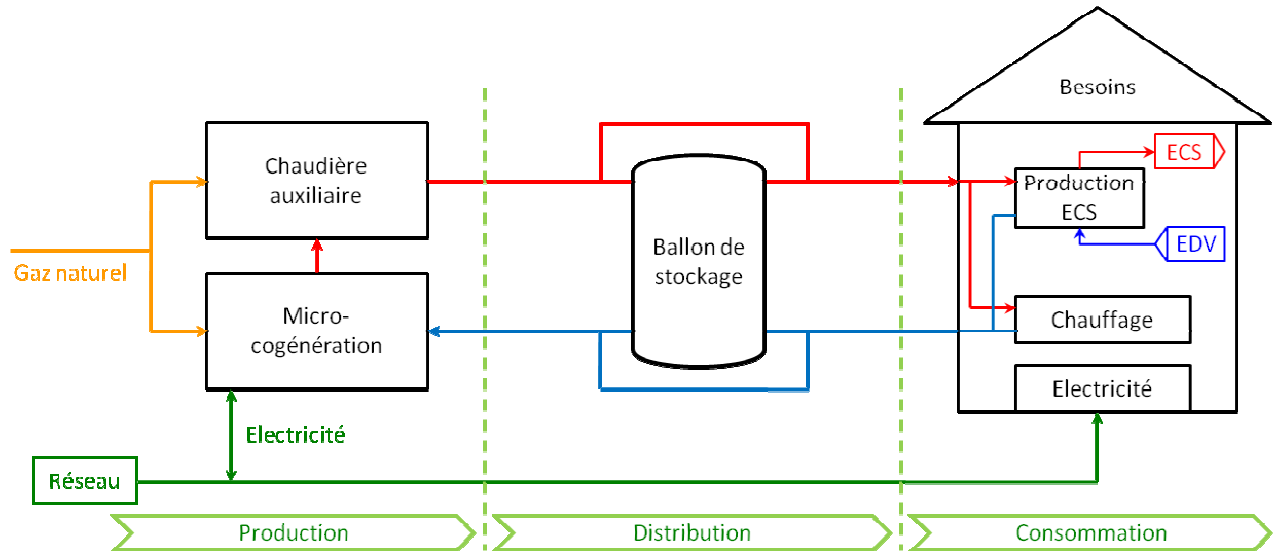 Besoins
Chaudière
auxiliaire
ECS
Production
ECS
EDV
Gaz naturel
Ballon de
stockage
Micro-
cogénération
Chauffage
Electricité
Electricité
Réseau
Production
Distribution
Consommation